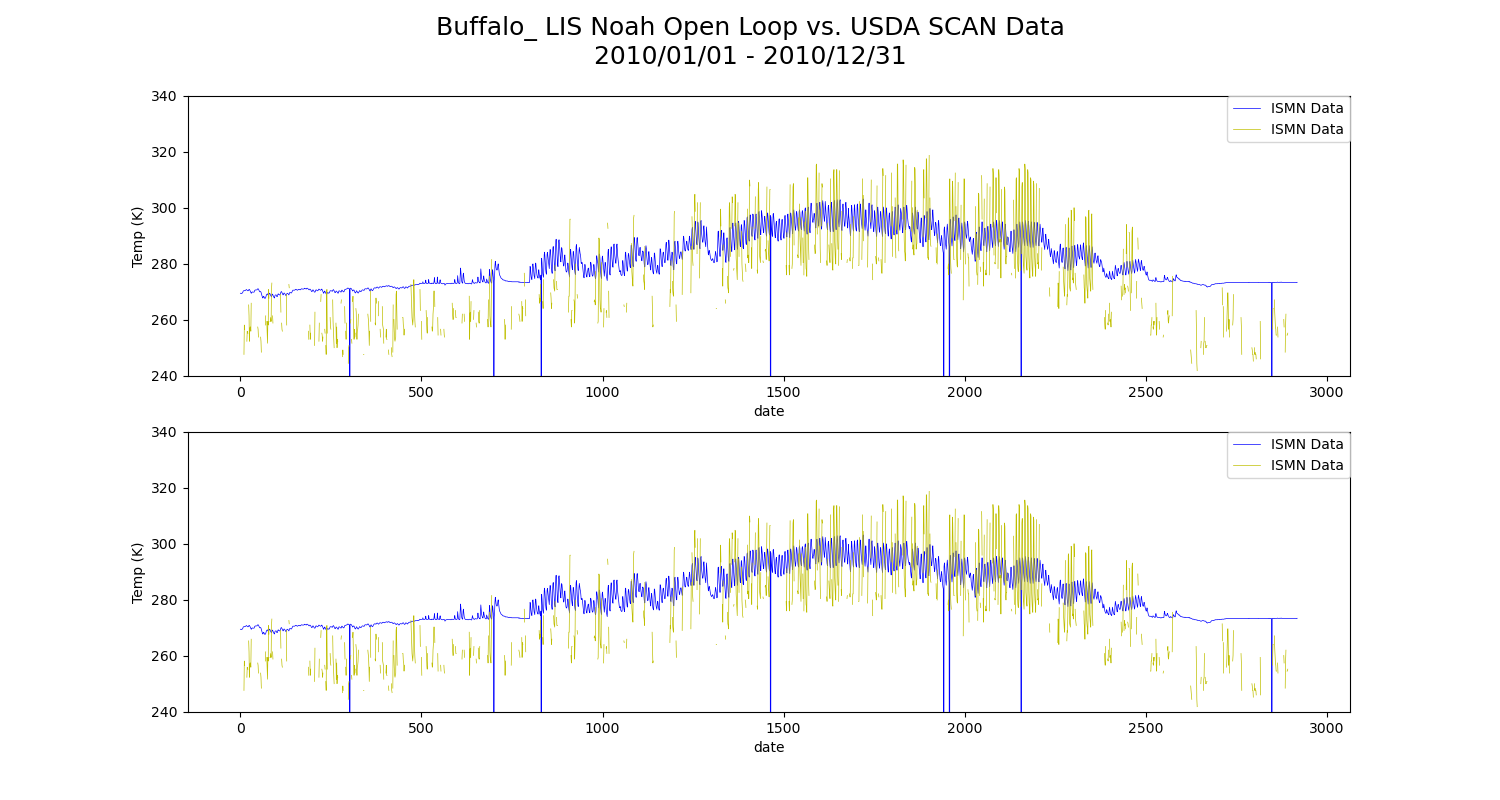 Buffalo_ LIS Noah Open Loop vs. USDA SCAN Data
2010/01/01 - 2010/12/31
340
320
300
280
260
240
Temp (K)
ISMN Data
ISMN Data
0 500 1000 1500 2000 2500 3000
date
340
320
300
280
260
240
Temp (K)
ISMN Data
ISMN Data
0 500 1000 1500 2000 2500 3000
date